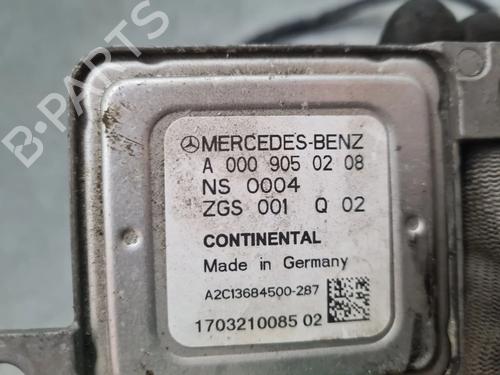 B-PARTS
MERCEDES-BENZ
A 000 905 02 08
NS 0004
ZGS 001 Q 02
CONTINENTAL
Made in Germany
A2C13684500-287
1703210085 02